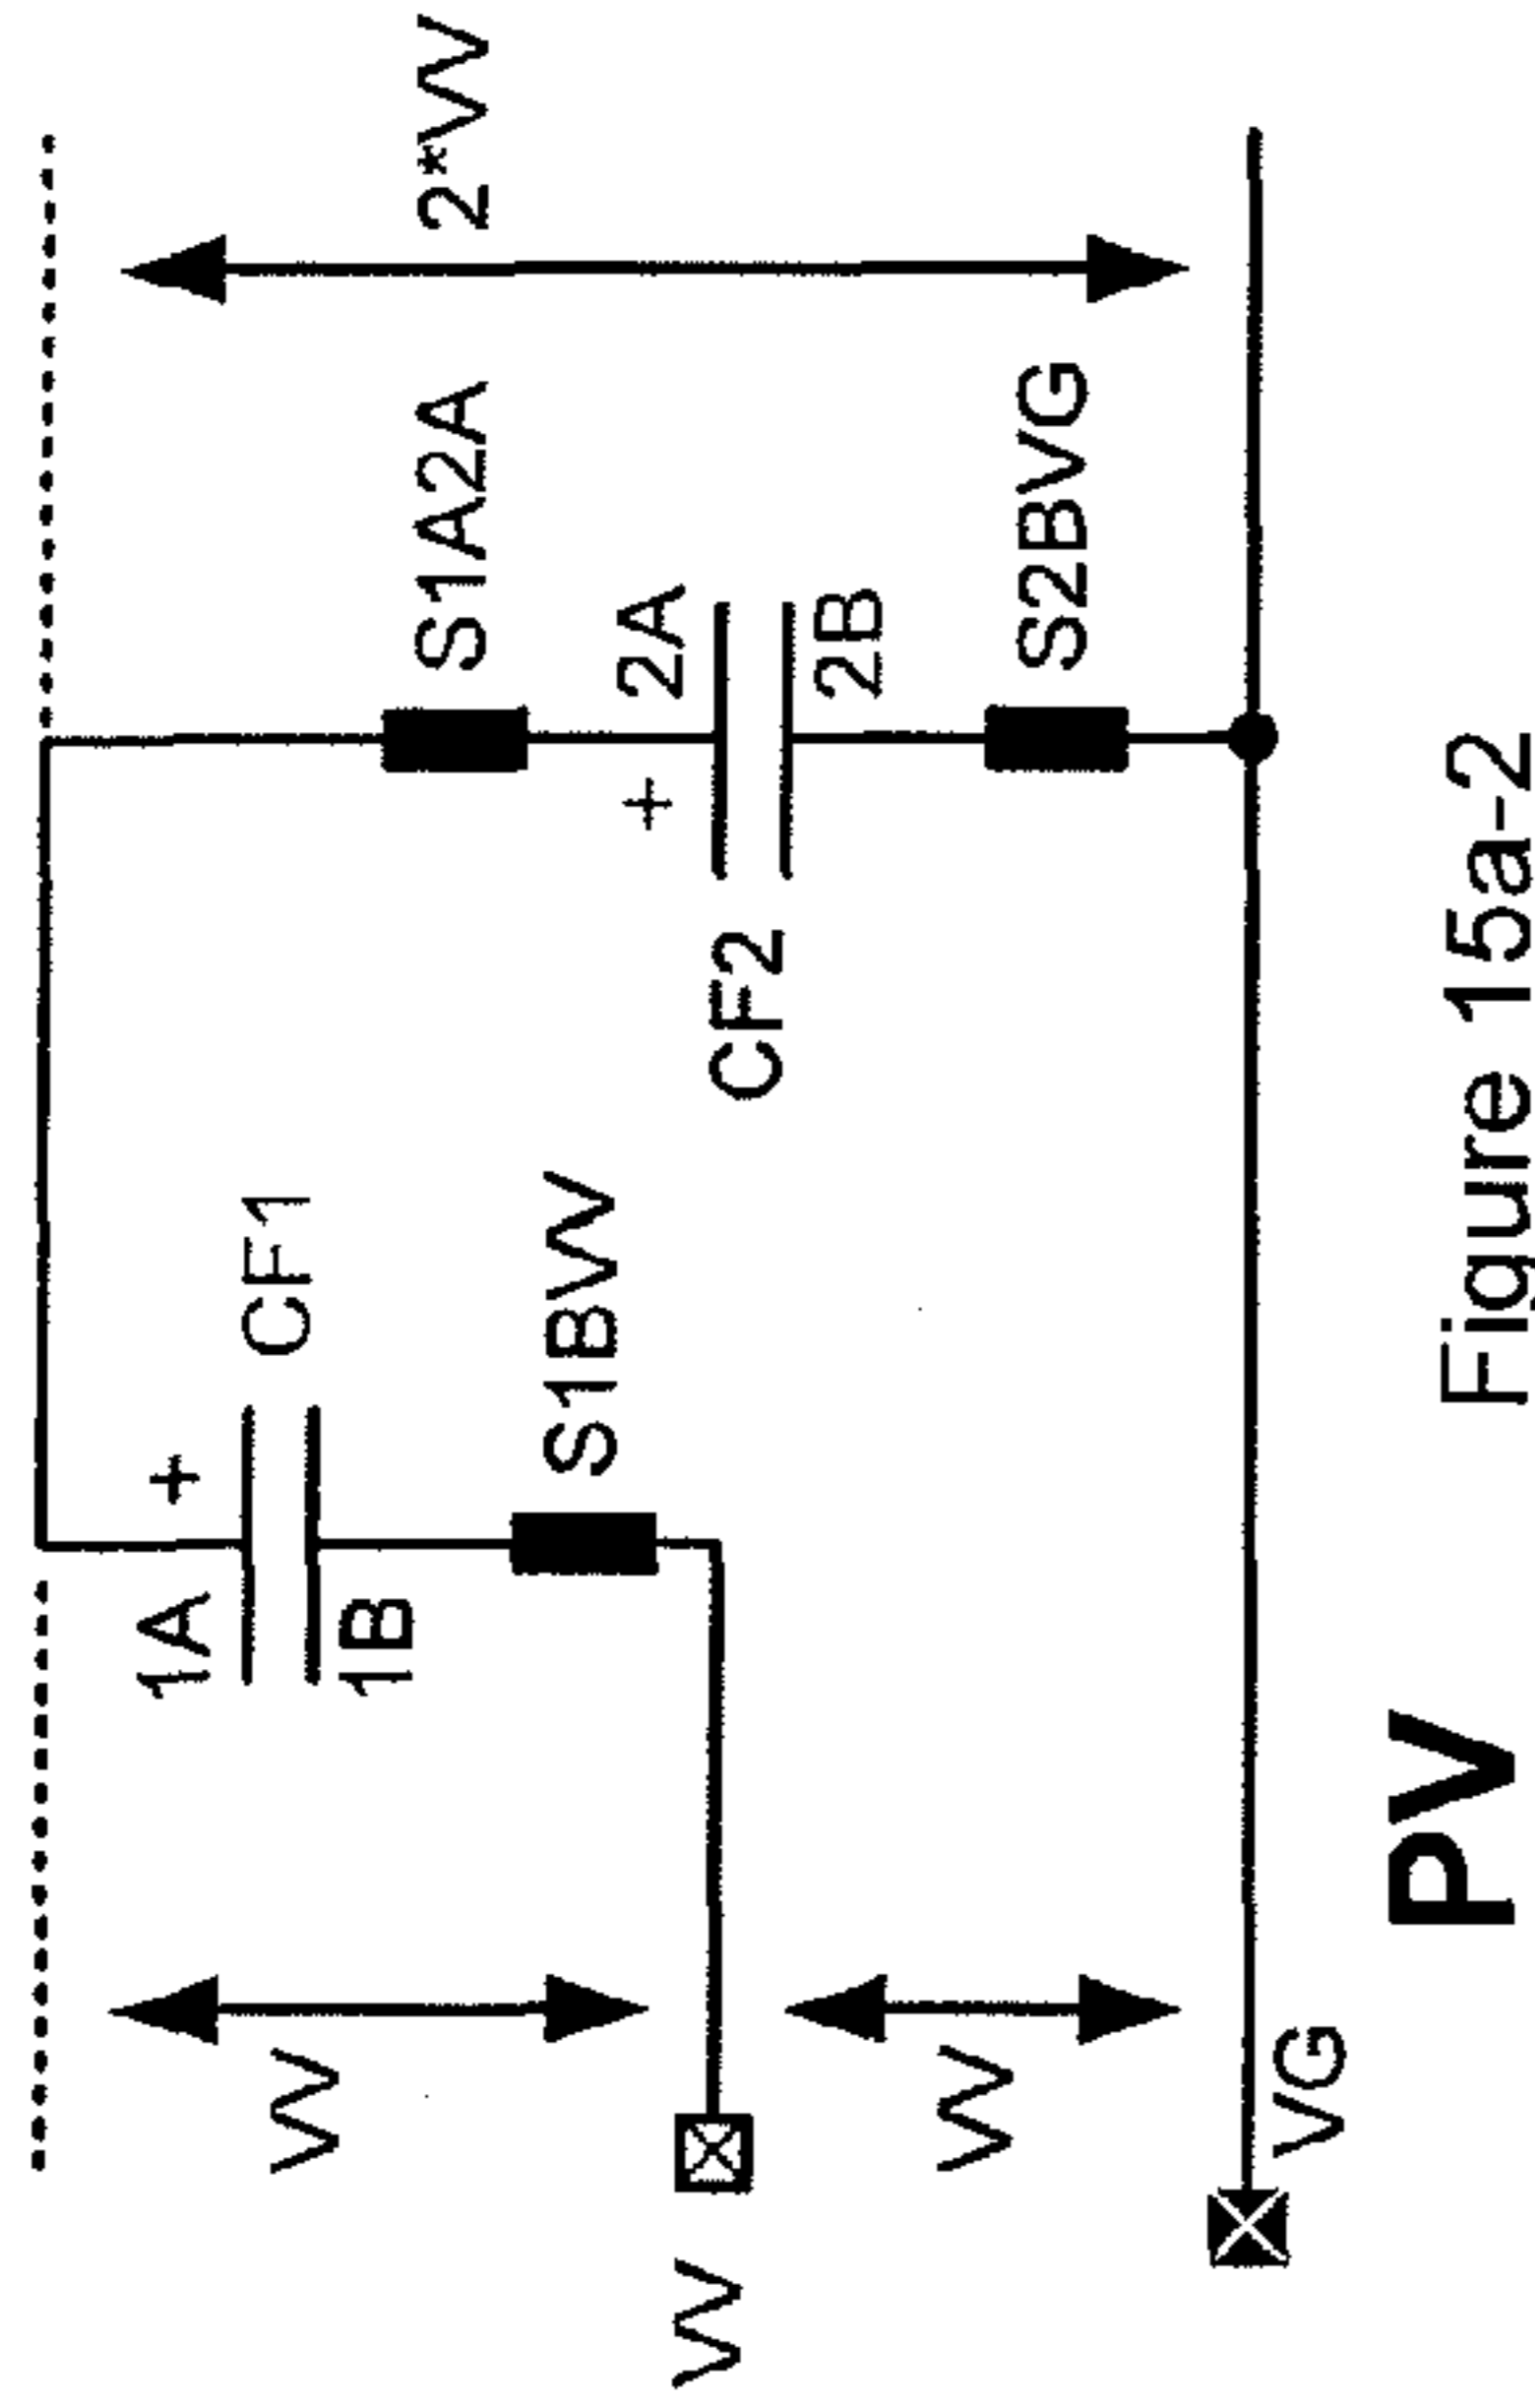 1A
+
VV
CF1
1B
S1A2A
2*VV
S1BVV
+
2A
VV
CF2
2B
VV
S2BVG
VG
PV
Figure 15a-2